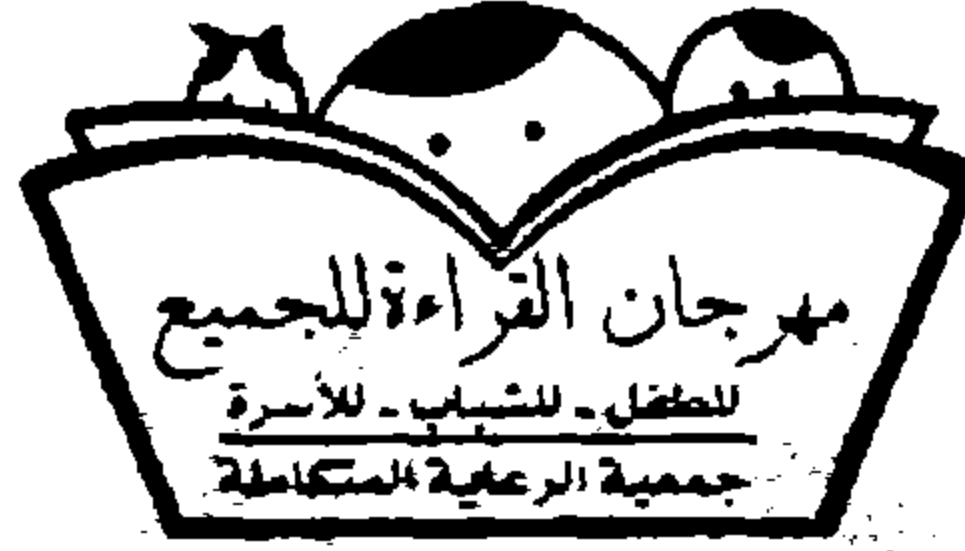 مهرجان القراءة للجميع
للطفل - للشباب - للأسرة
جمعية الرعاية المتكاملة